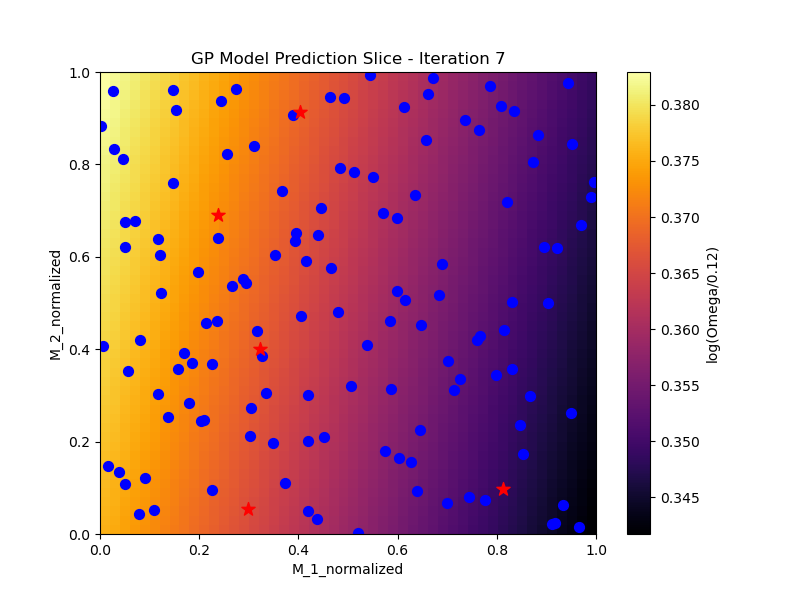 GP Model Prediction Slice - Iteration 7
1.0
0.8
0.6
0.4
0.2
0.0
M_2_normalized
0.0 0.2 0.4 0.6 0.8 1.0
M_1_normalized
0.380
0.375
0.370
0.365
0.360
0.355
0.350
0.345
log(Omega/0.12)